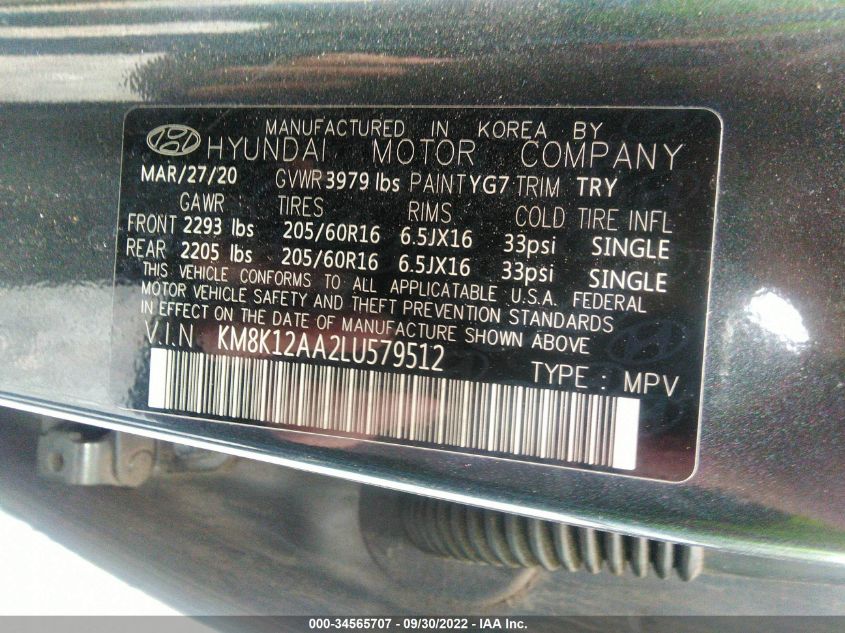 MANUFACTURED IN KOREA BY
HYUNDAI MOTOR COMPANY
MAR/27/20 GVWR 3979 lbs PAINT YG7 TRIM TRY
GAWR TIRES RIMS COLD TIRE INFL
FRONT 2293 lbs 205/60R16 6.5JX16 33psi SINGLE
REAR 2205 lbs 205/60R16 6.5JX16 33psi SINGLE
THIS VEHICLE CONFORMS TO ALL APPLICATABLE U.S.A. FEDERAL
MOTOR VEHICLE SAFETY AND THEFT PREVENTION STANDARDS
IN EFFECT ON THE DATE OF MANUFACTURE SHOWN ABOVE
V.I.N KM8K12AA2LU579512
TYPE : MPV
000-34565707 - 09/30/2022 - IAA Inc.